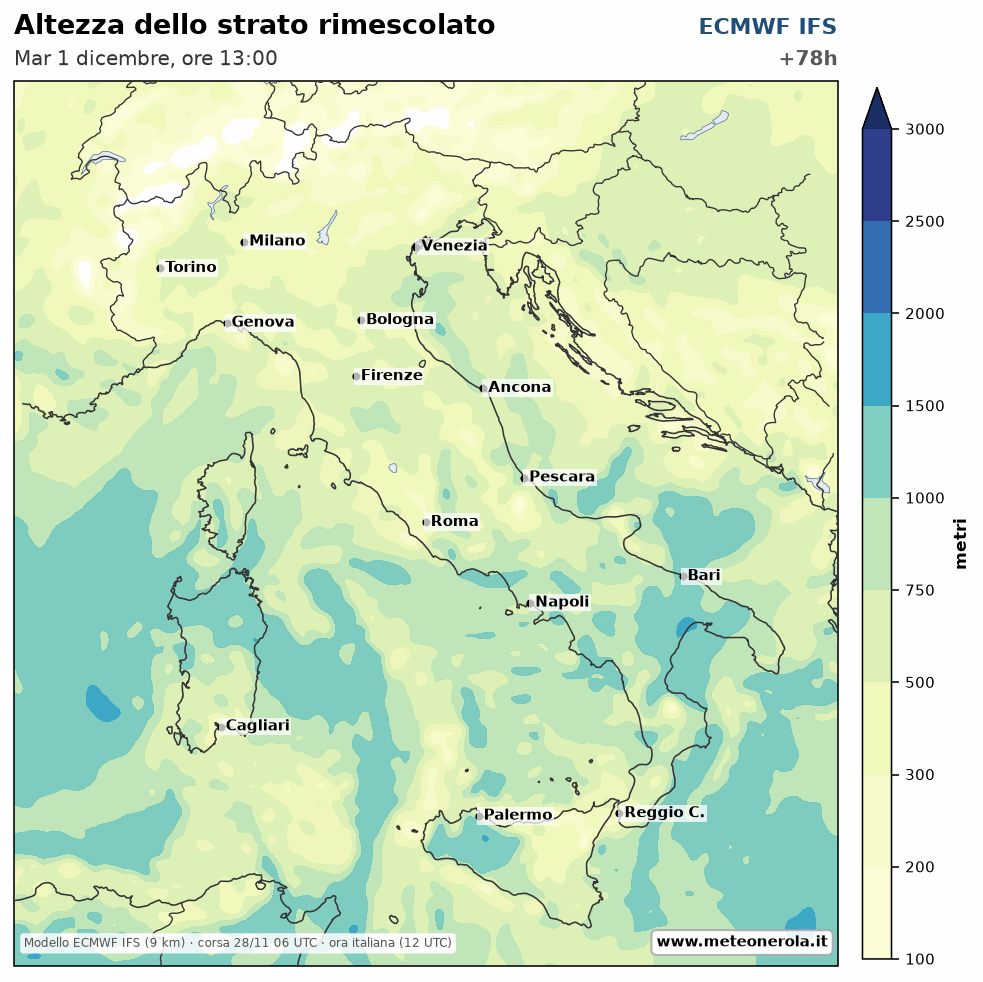 Altezza dello strato rimescolato
ECMWF IFS
Mar 1 dicembre, ore 13:00
+78h
Milano
Venezia
Torino
Genova
Bologna
Firenze
Ancona
Pescara
Roma
Bari
Napoli
Cagliari
Palermo
Reggio C.
3000
2500
2000
1500
1000
750
500
300
200
100
metri
Modello ECMWF IFS (9 km) · corsa 28/11 06 UTC · ora italiana (12 UTC)
www.meteonerola.it